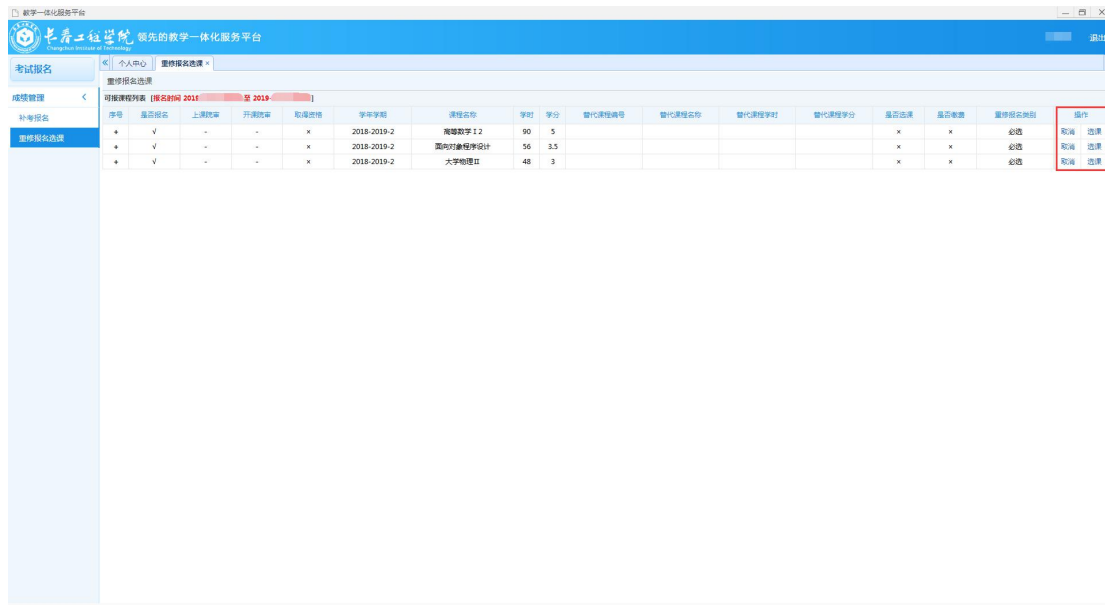 教学一体化服务平台
长春工程学院 领先的教学一体化服务平台
Changchun Institute of Technology
退出
考试报名
个人中心 重修报名选课 ×
重修报名选课
成绩管理
补考报名
重修报名选课
可报课程列表 [报名时间 201 至 2019- ]
序号 是否报名 上课院审 开课院审 取得资格 学年学期 课程名称 学时 学分 替代课程编号 替代课程名称 替代课程学时 替代课程学分 是否选课 是否缴费 重修报名类别 操作
+ √ - - × 2018-2019-2 高等数学 I 2 90 5 × × 必选 取消 选课
+ √ - - × 2018-2019-2 面向对象程序设计 56 3.5 × × 必选 取消 选课
+ √ - - × 2018-2019-2 大学物理II 48 3 × × 必选 取消 选课